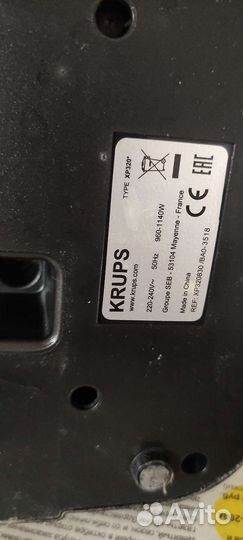 TYPE XP320*
KRUPS
www.krups.com
220-240V~ 50Hz 960-1140W
Groupe SEB - 53104 Mayenne - France
Made in China
REF: XP320830 /BA0-3518
CE
EAC
Avito